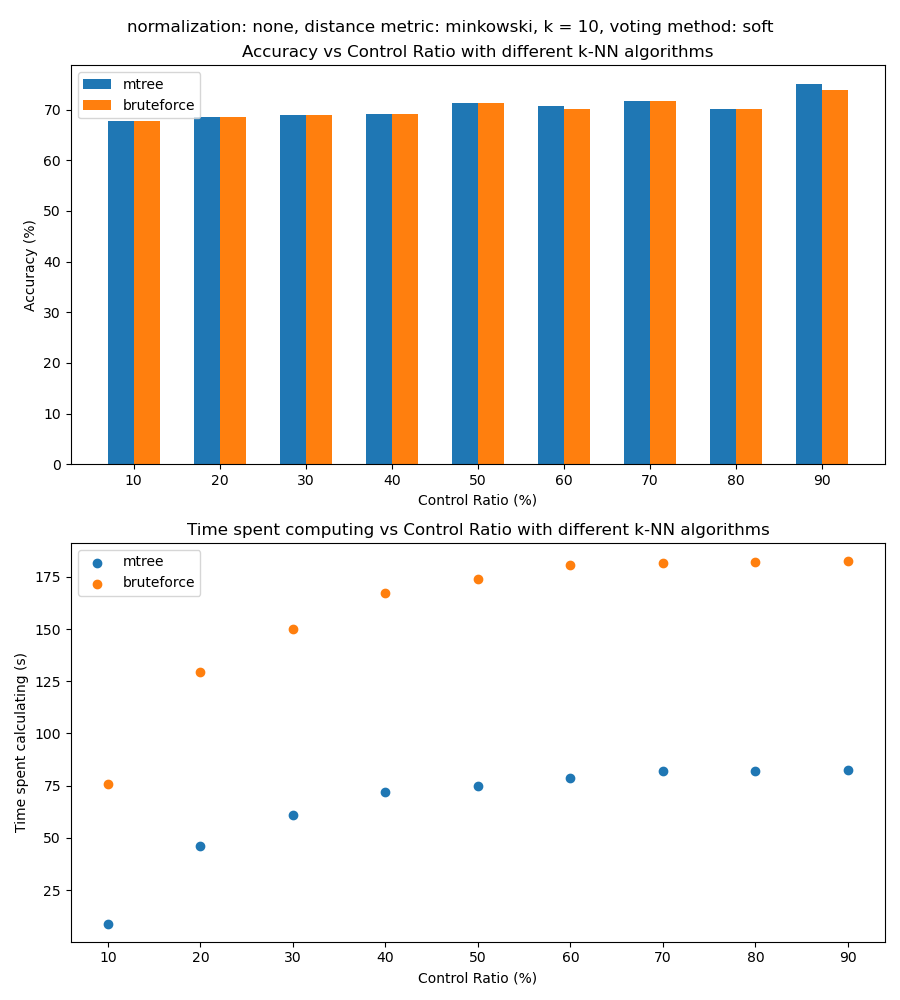 normalization: none, distance metric: minkowski, k = 10, voting method: soft
Accuracy vs Control Ratio with different k-NN algorithms
mtree
bruteforce
Accuracy (%)
70
60
50
40
30
20
10
0
10 20 30 40 50 60 70 80 90
Control Ratio (%)
Time spent computing vs Control Ratio with different k-NN algorithms
mtree
bruteforce
Time spent calculating (s)
175
150
125
100
75
50
25
10 20 30 40 50 60 70 80 90
Control Ratio (%)